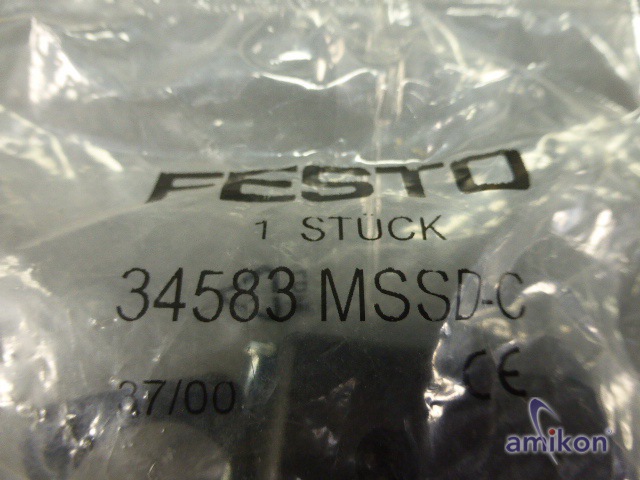 FESTO
1 STÜCK
34583 MSSD-C
37/00
CE
amikon